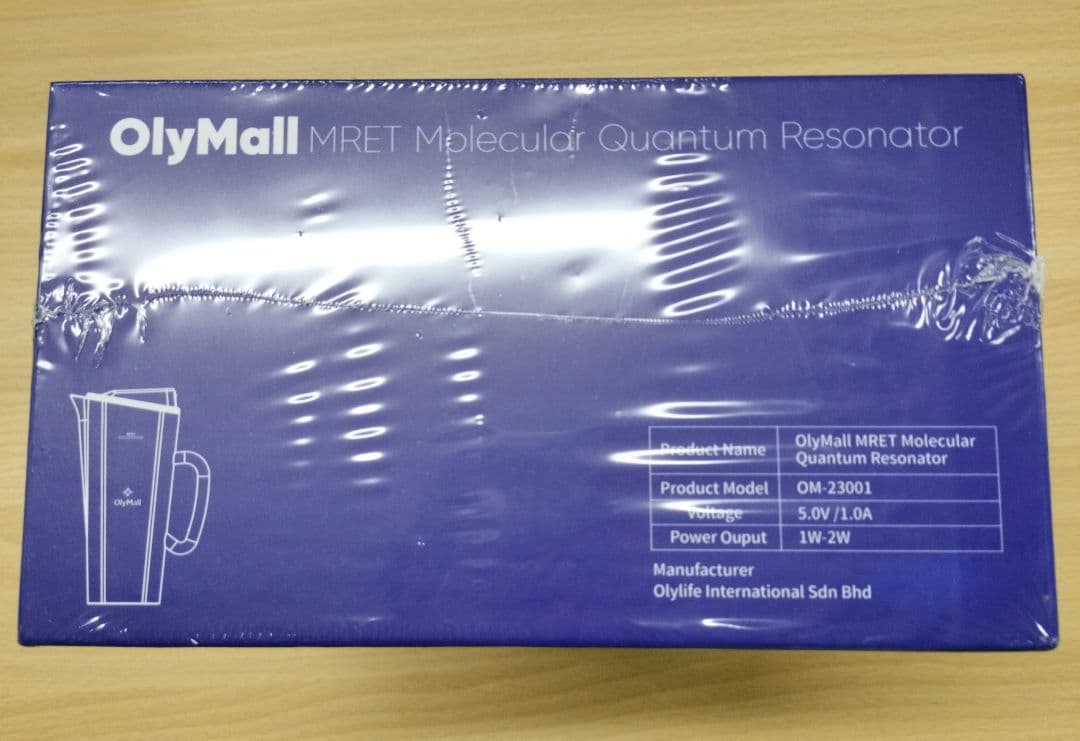 OlyMall MRET Molecular Quantum Resonator
OlyMall
Product Name OlyMall MRET Molecular
Quantum Resonator
Product Model OM-23001
Voltage 5.0V /1.0A
Power Ouput 1W-2W
Manufacturer
Olylife International Sdn Bhd